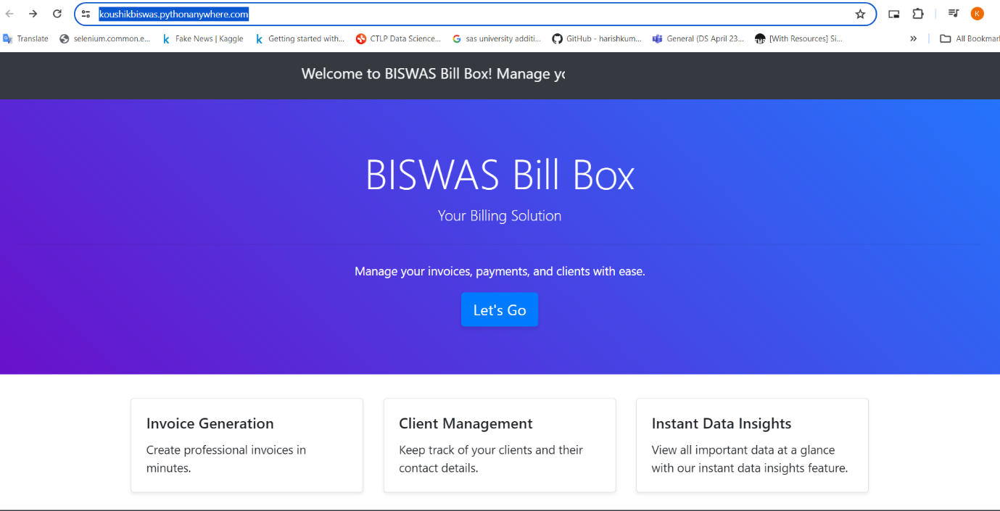 koushikbiswas.pythonanywhere.com
K
Translate
selenium.common.e...
Fake News | Kaggle
Getting started with...
CTLP Data Science...
sas university additi...
GitHub - harishkum...
General (DS April 23...
[With Resources] Si...
»
All Bookmar
Welcome to BISWAS Bill Box! Manage yo
BISWAS Bill Box
Your Billing Solution
Manage your invoices, payments, and clients with ease.
Let's Go
Invoice Generation
Create professional invoices in
minutes.
Client Management
Keep track of your clients and their
contact details.
Instant Data Insights
View all important data at a glance
with our instant data insights feature.